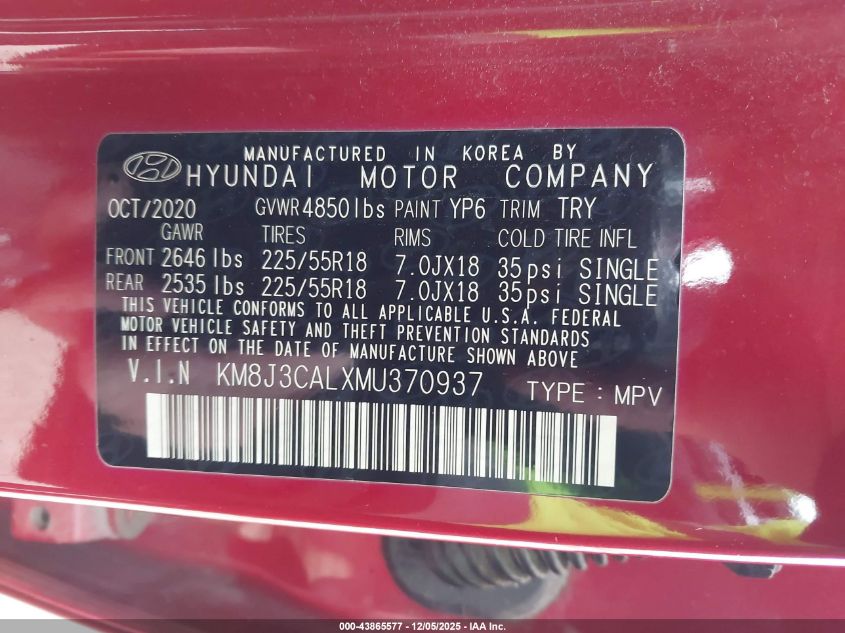 MANUFACTURED IN KOREA BY
HYUNDAI MOTOR COMPANY
OCT/2020 GVWR 4850lbs PAINT YP6 TRIM TRY
GAWR TIRES RIMS COLD TIRE INFL
FRONT 2646lbs 225/55R18 7.0JX18 35psi SINGLE
REAR 2535lbs 225/55R18 7.0JX18 35psi SINGLE
THIS VEHICLE CONFORMS TO ALL APPLICABLE U.S.A. FEDERAL
MOTOR VEHICLE SAFETY AND THEFT PREVENTION STANDARDS
IN EFFECT ON THE DATE OF MANUFACTURE SHOWN ABOVE
V.I.N KM8J3CALXMU370937 TYPE : MPV
000-43865577 - 12/05/2025 - IAA Inc.